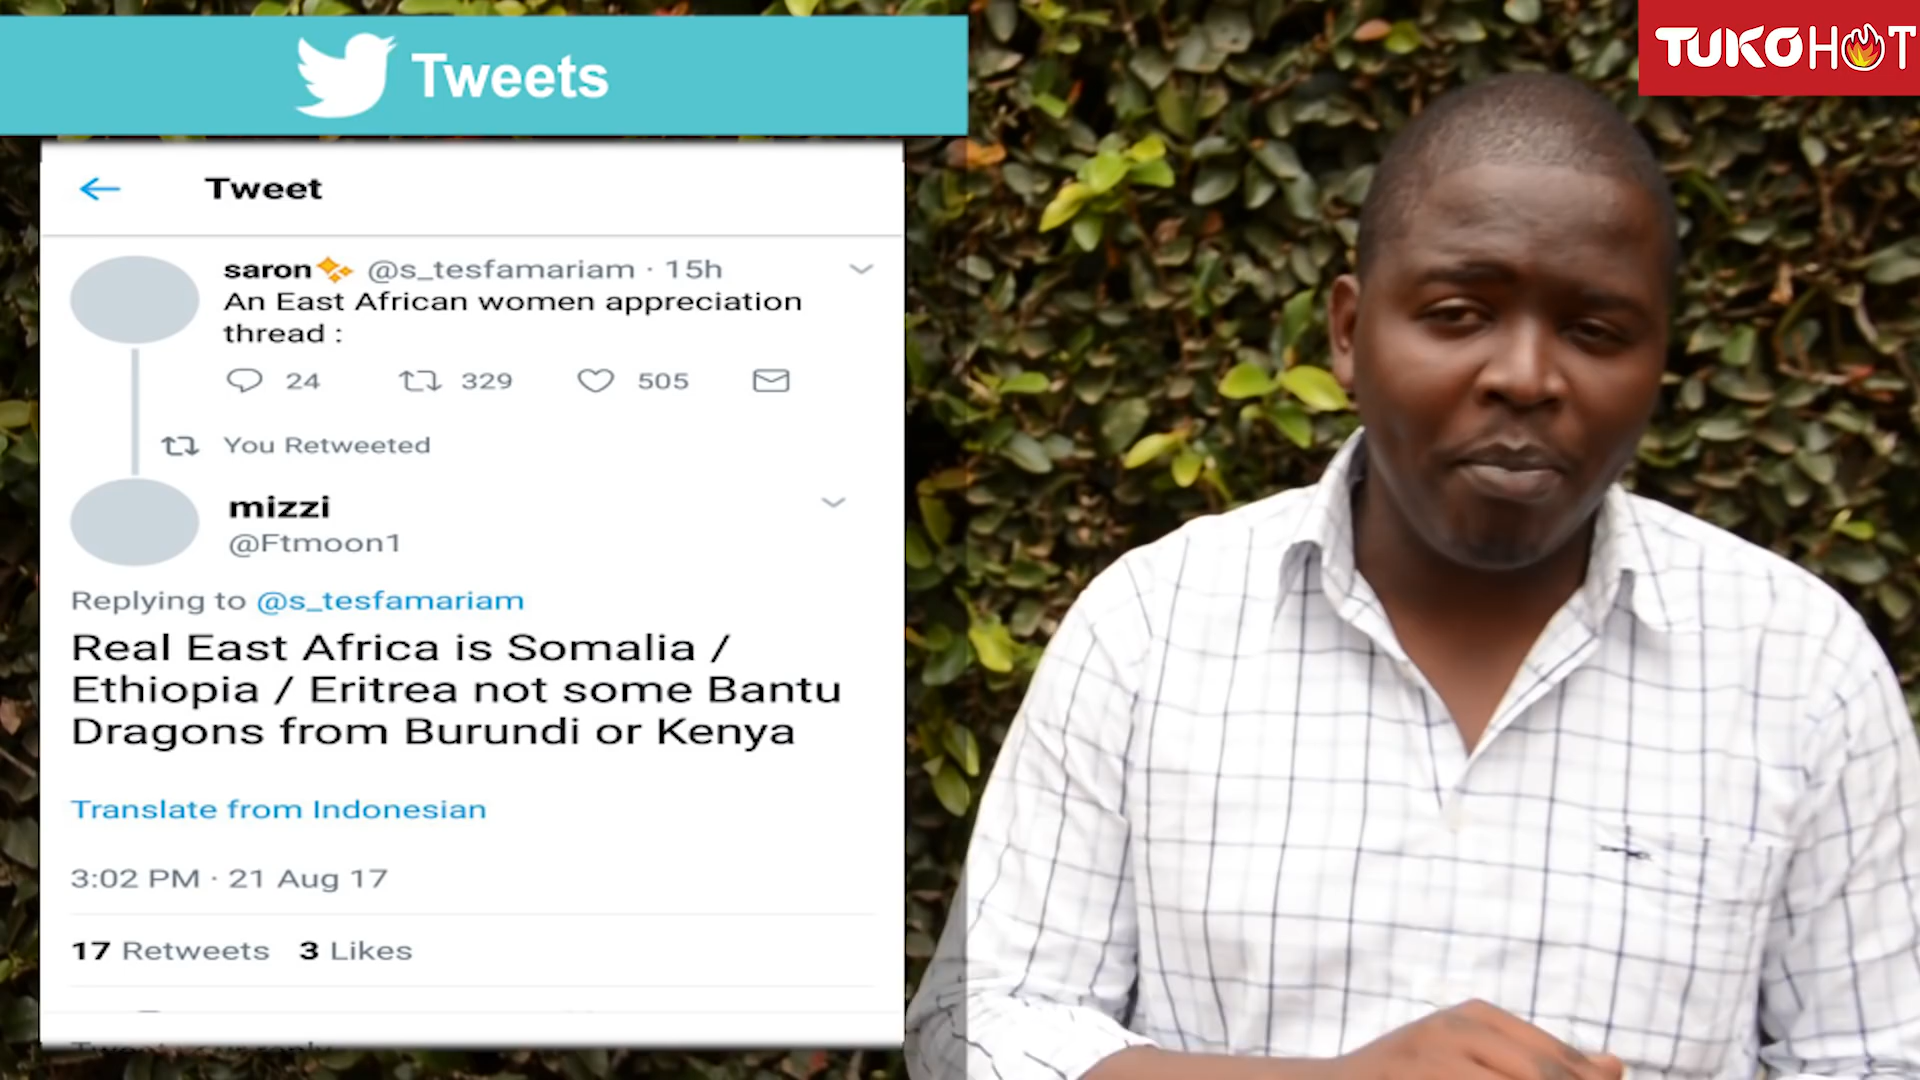 Tweets
TUKO HOT
Tweet
saron @s_tesfamariam · 15h
An East African women appreciation
thread :
24 329 505
You Retweeted
mizzi
@Ftmoon1
Replying to @s_tesfamariam
Real East Africa is Somalia /
Ethiopia / Eritrea not some Bantu
Dragons from Burundi or Kenya
Translate from Indonesian
3:02 PM · 21 Aug 17
17 Retweets 3 Likes